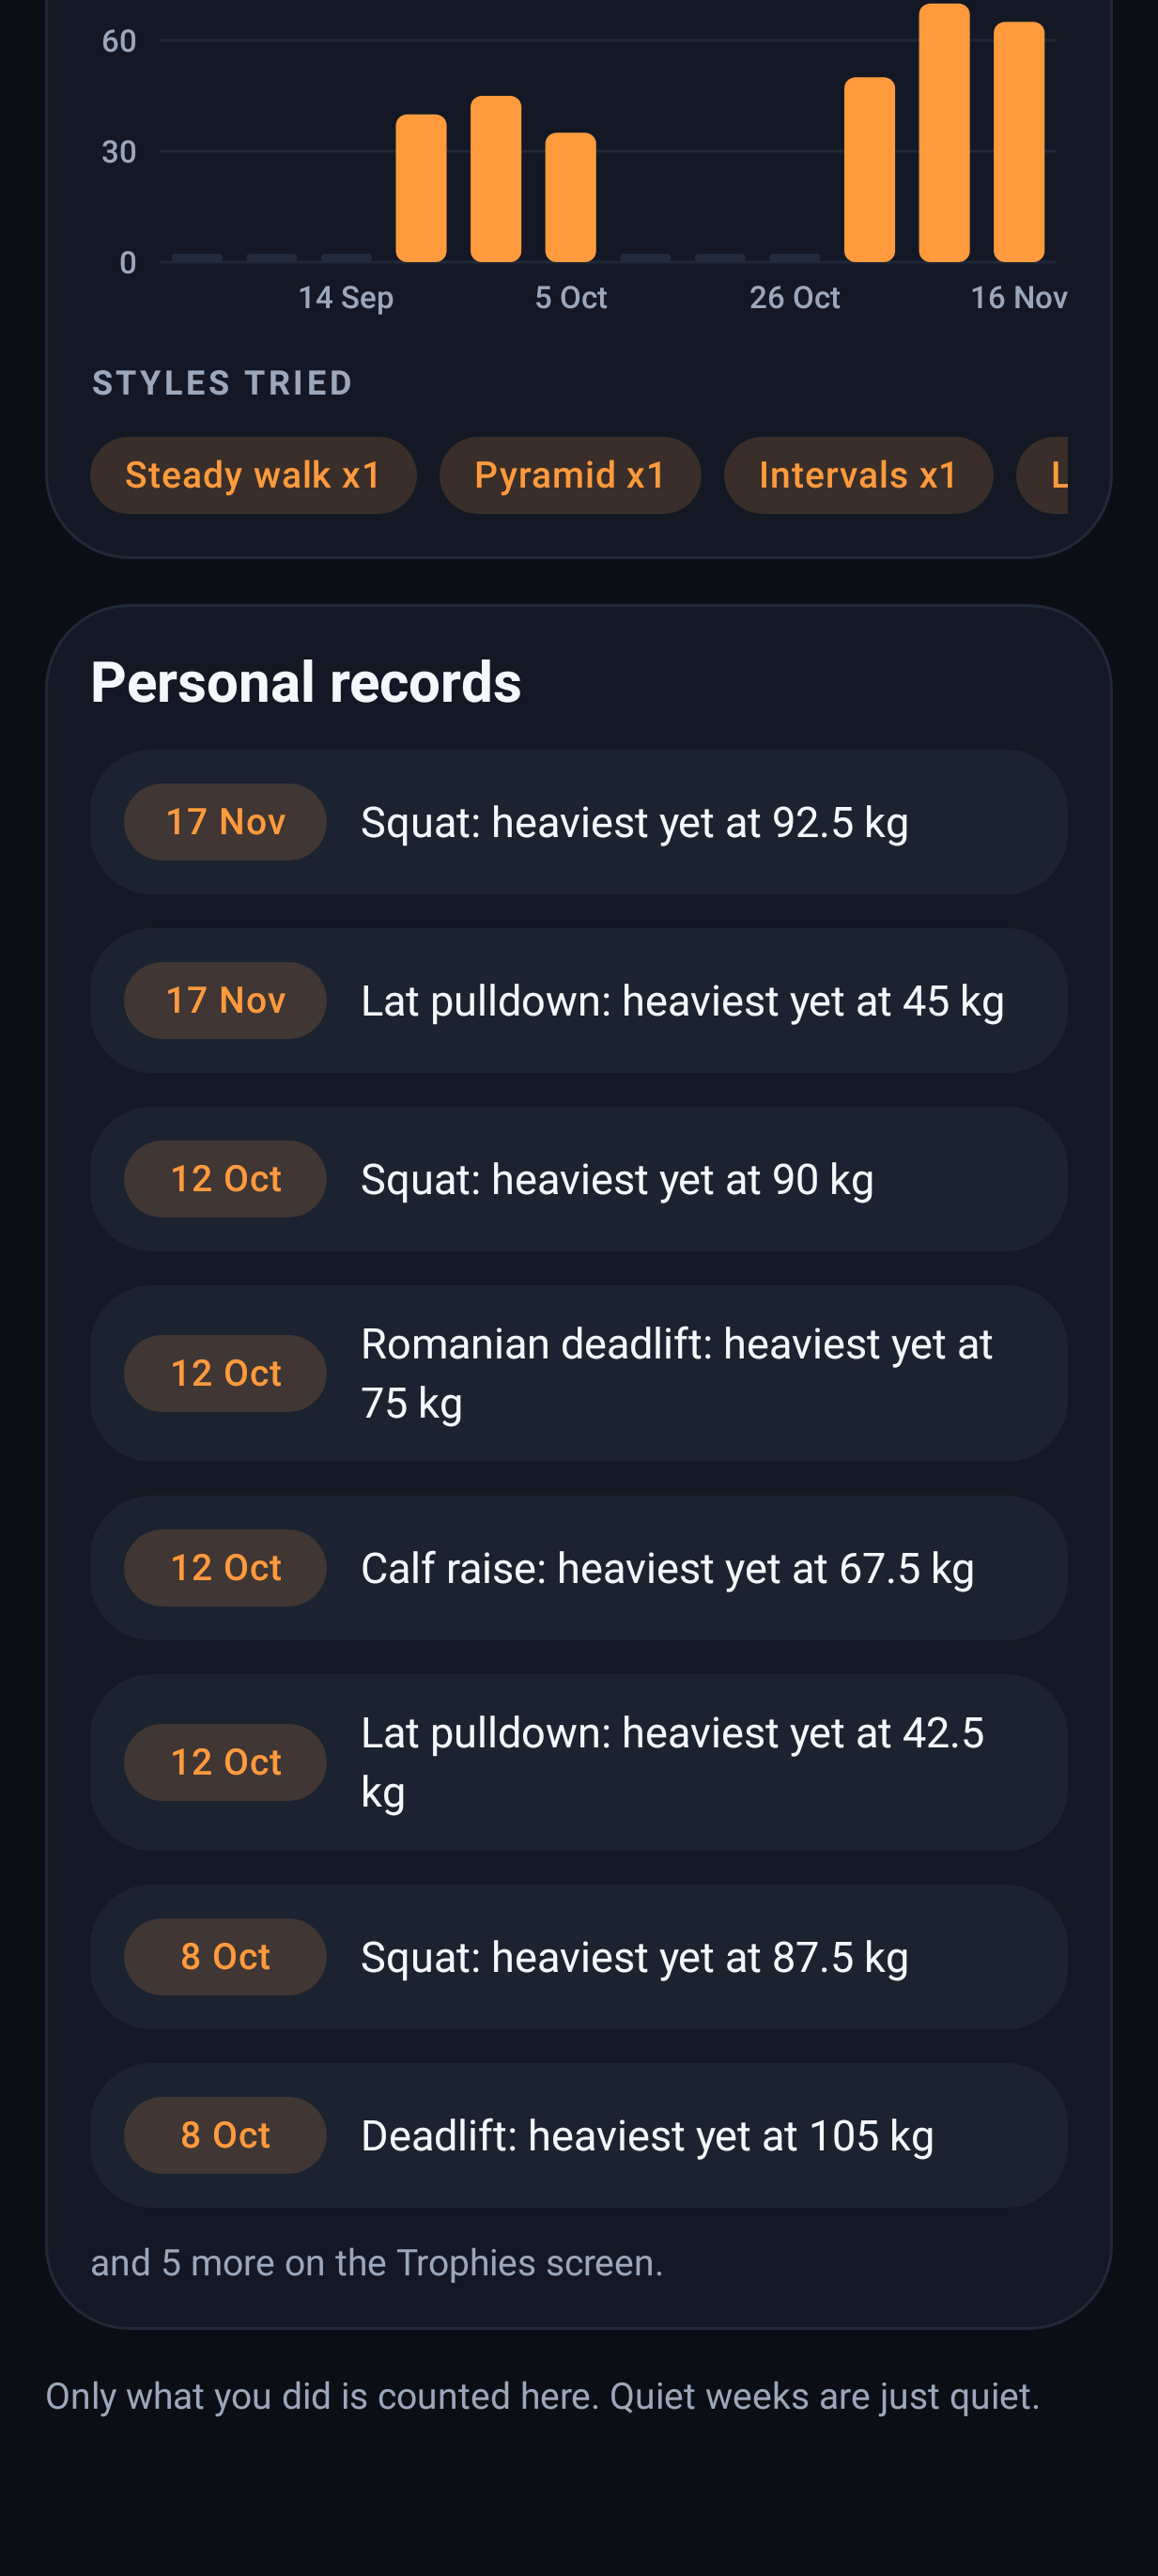 60
30
0
14 Sep 5 Oct 26 Oct 16 Nov
STYLES TRIED
Steady walk x1 Pyramid x1 Intervals x1 L
Personal records
17 Nov Squat: heaviest yet at 92.5 kg
17 Nov Lat pulldown: heaviest yet at 45 kg
12 Oct Squat: heaviest yet at 90 kg
12 Oct Romanian deadlift: heaviest yet at
75 kg
12 Oct Calf raise: heaviest yet at 67.5 kg
12 Oct Lat pulldown: heaviest yet at 42.5
kg
8 Oct Squat: heaviest yet at 87.5 kg
8 Oct Deadlift: heaviest yet at 105 kg
and 5 more on the Trophies screen.
Only what you did is counted here. Quiet weeks are just quiet.